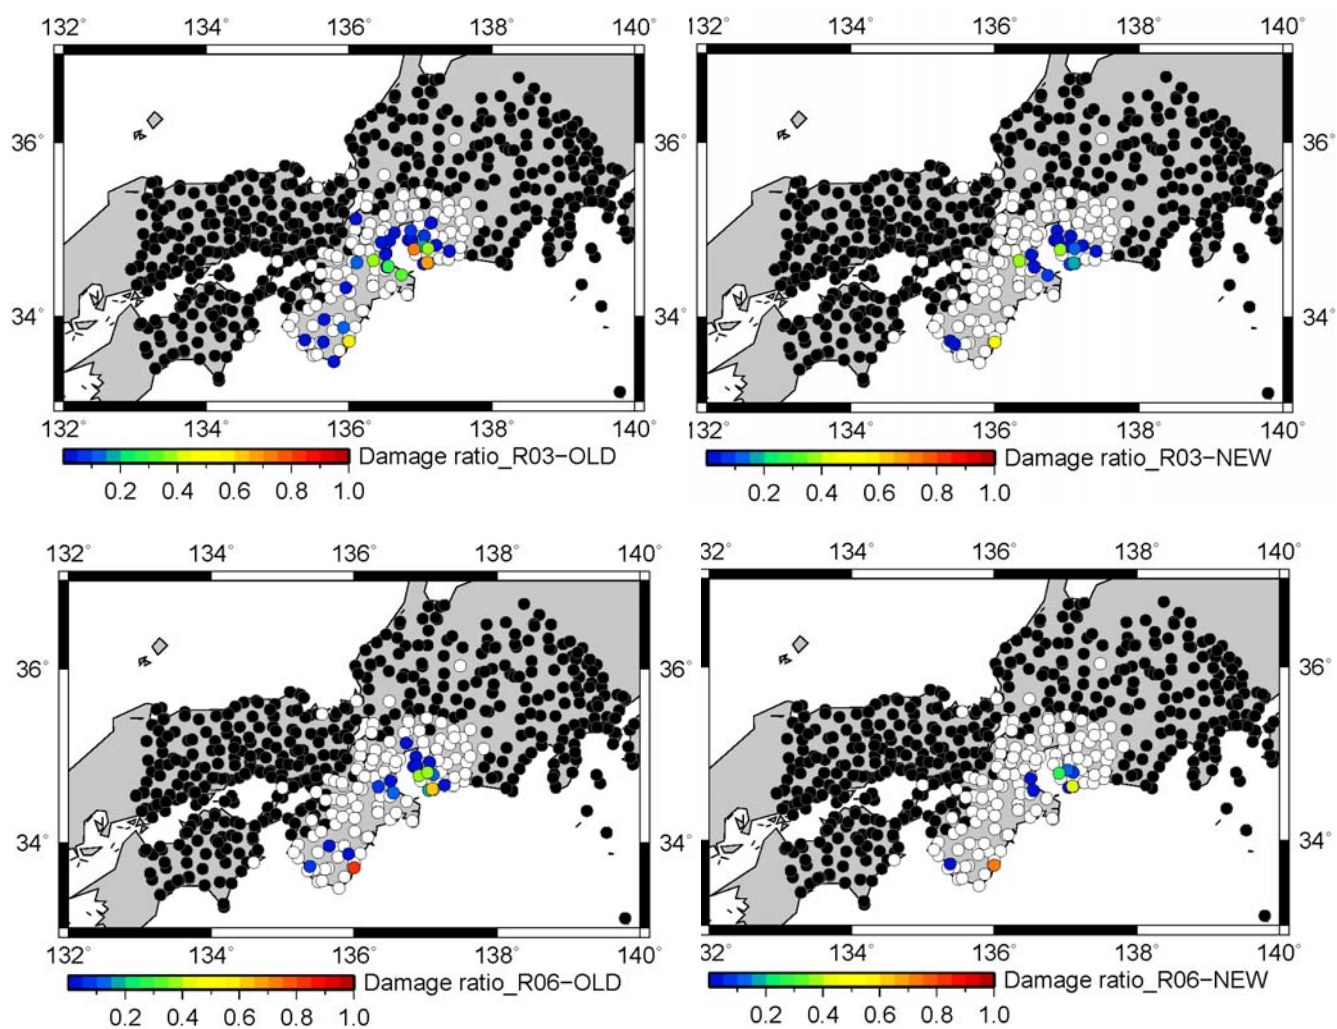 132° 134° 136° 138° 140° 132° 134° 136° 138° 140°
36° 36°
34° 34°
132 134 136 138 140 132 134 136 138 140
Damage ratio_R03-OLD Damage ratio_R03-NEW
0.2 0.4 0.6 0.8 1.0 0.2 0.4 0.6 0.8 1.0
132° 134° 136° 138° 140° 32° 134° 136° 138° 140°
36° 36°
34° 34°
132 134 136 138 140 32 134 136 138 140
Damage ratio_R06-OLD Damage ratio_R06-NEW
0.2 0.4 0.6 0.8 1.0 0.2 0.4 0.6 0.8 1.0